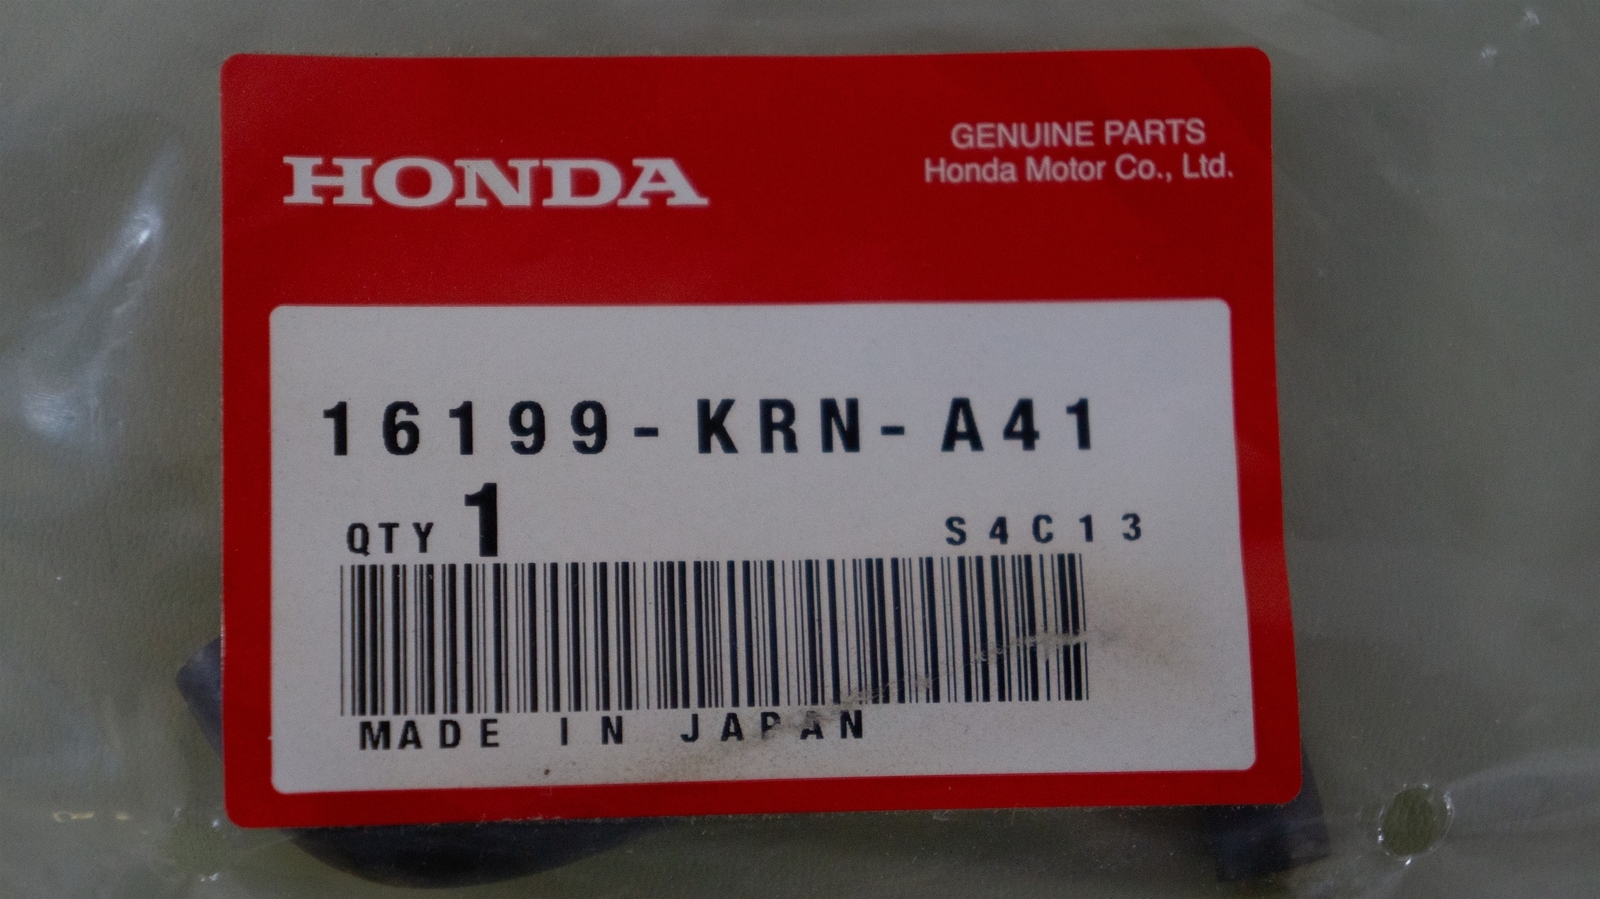 HONDA
GENUINE PARTS
Honda Motor Co., Ltd.
16199-KRN-A41
QTY 1
S4C13
MADE IN JAPAN